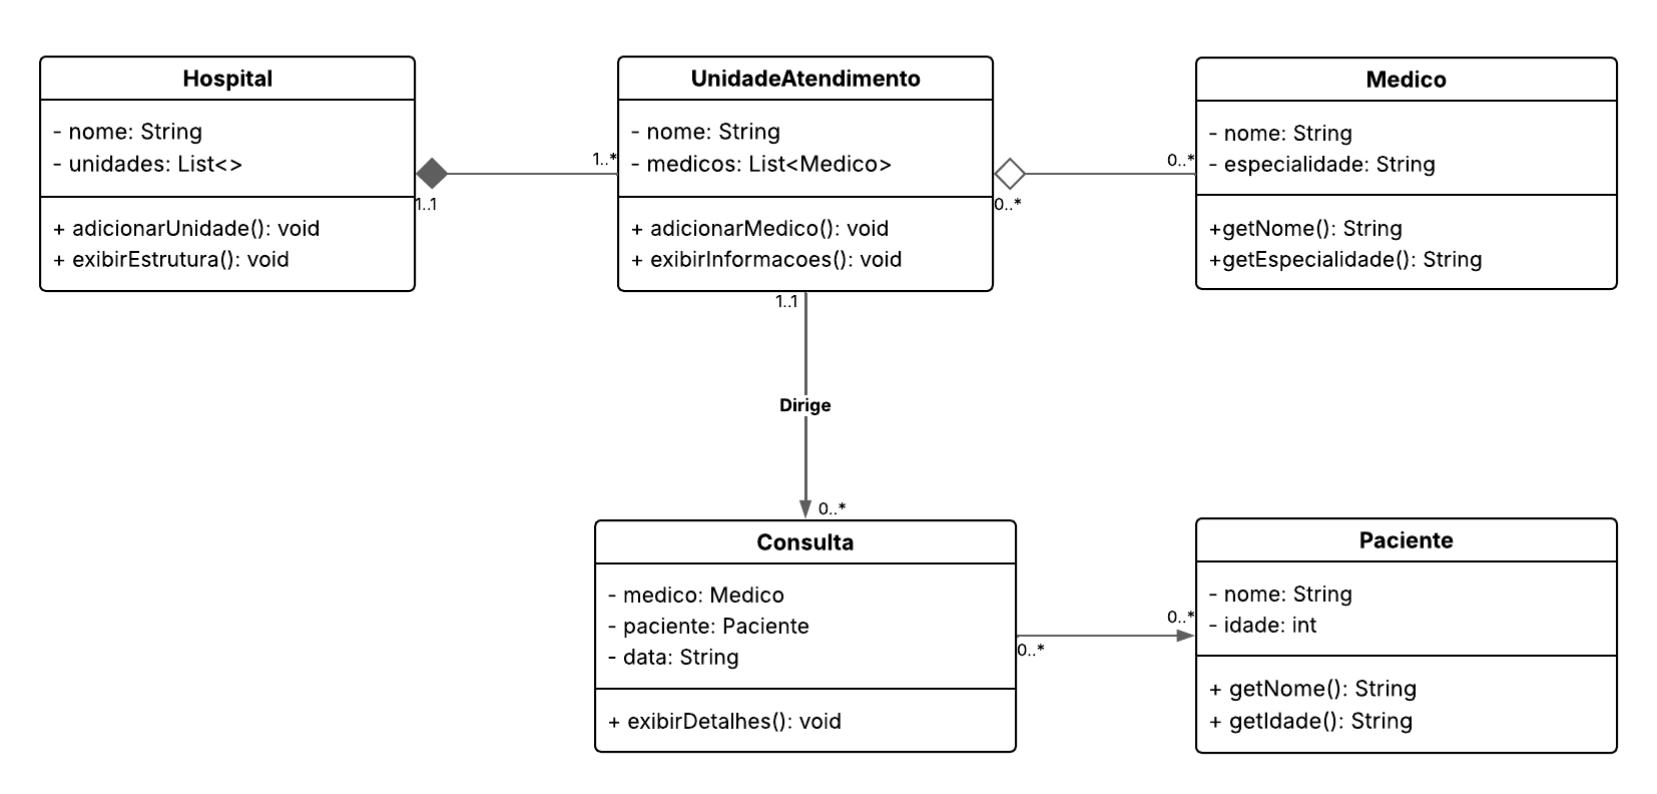 Hospital
- nome: String
- unidades: List<>
+ adicionarUnidade(): void
+ exibirEstrutura(): void
1..1
1..*
UnidadeAtendimento
- nome: String
- medicos: List<Medico>
+ adicionarMedico(): void
+ exibirInformacoes(): void
0..*
0..*
Medico
- nome: String
- especialidade: String
+getNome(): String
+getEspecialidade(): String
1..1
Dirige
0..*
Consulta
- medico: Medico
- paciente: Paciente
- data: String
+ exibirDetalhes(): void
0..*
0..*
Paciente
- nome: String
- idade: int
+ getNome(): String
+ getIdade(): String